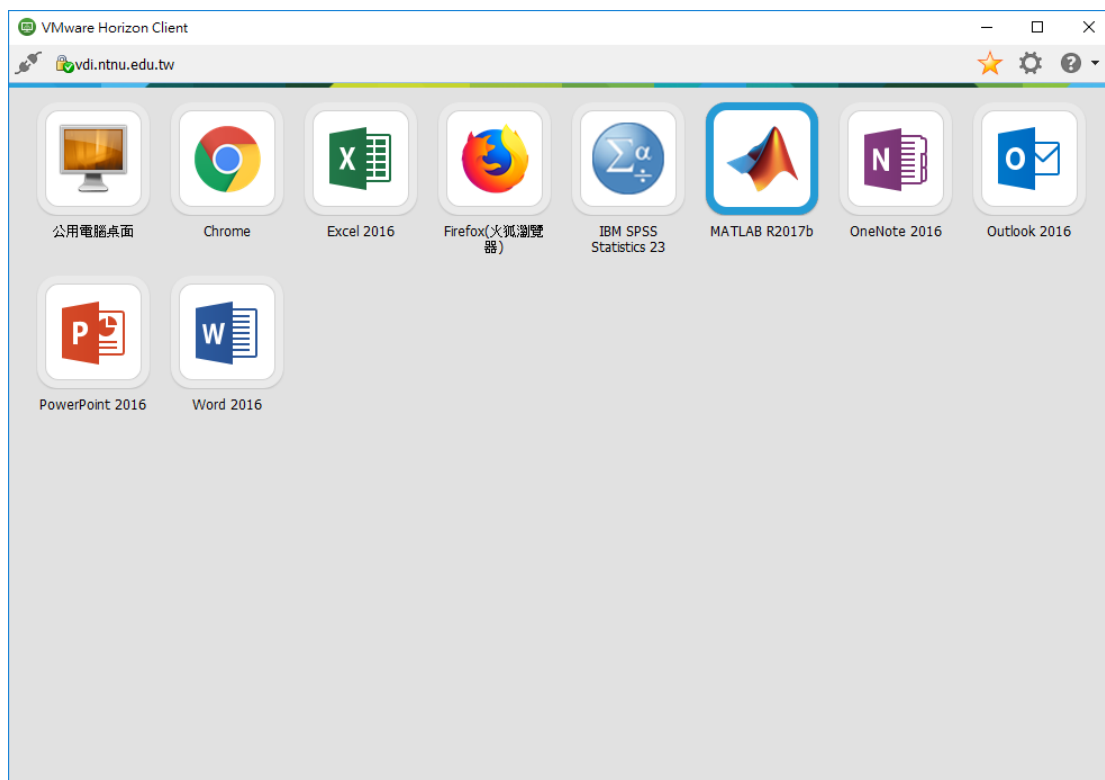 VMware Horizon Client
vdi.ntnu.edu.tw
公用電腦桌面
Chrome
Excel 2016
Firefox(火狐瀏覽
器)
IBM SPSS
Statistics 23
MATLAB R2017b
OneNote 2016
Outlook 2016
PowerPoint 2016
Word 2016